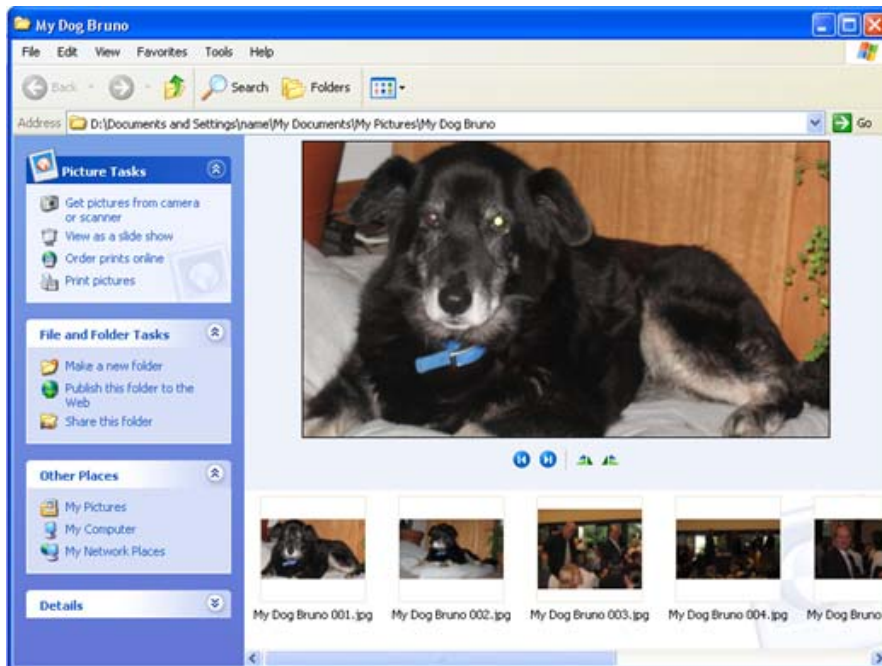 My Dog Bruno
File Edit View Favorites Tools Help
Back Search Folders
Address D:\Documents and Settings\name\My Documents\My Pictures\My Dog Bruno Go
Picture Tasks
Get pictures from camera
or scanner
View as a slide show
Order prints online
Print pictures
File and Folder Tasks
Make a new folder
Publish this folder to the
Web
Share this folder
Other Places
My Pictures
My Computer
My Network Places
Details
My Dog Bruno 001.jpg My Dog Bruno 002.jpg My Dog Bruno 003.jpg My Dog Bruno 004.jpg My Dog Bruno